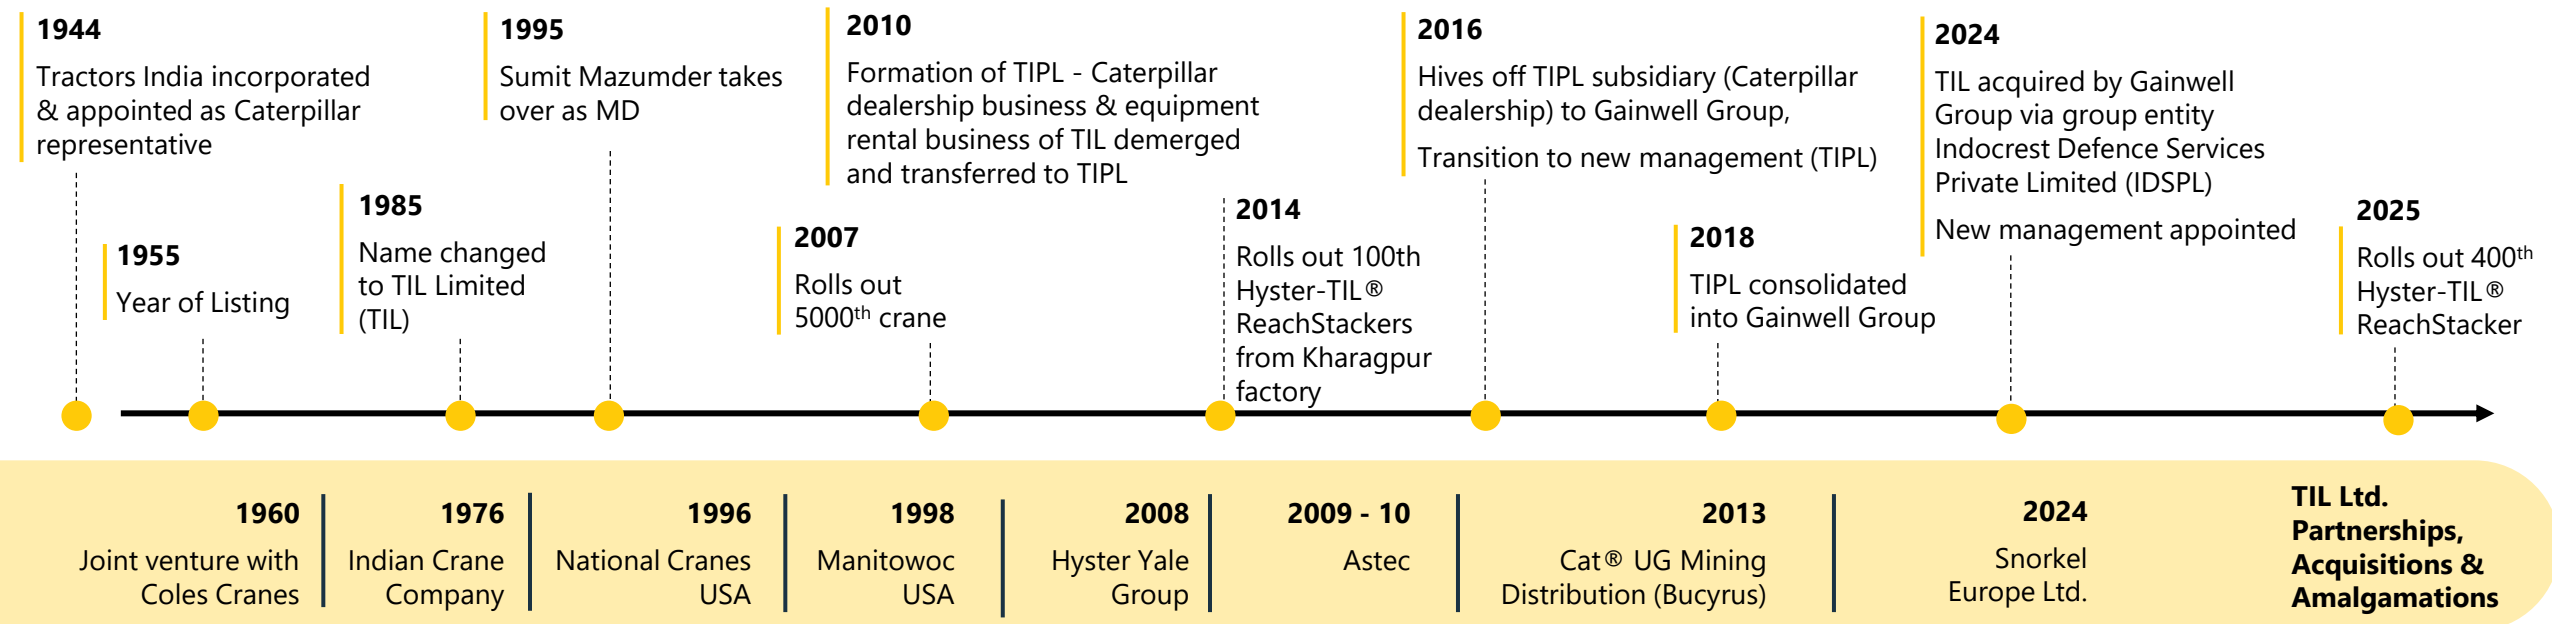 1944
Tractors India incorporated
& appointed as Caterpillar
representative
1955
Year of Listing
1985
Name changed
to TIL Limited
(TIL)
1995
Sumit Mazumder takes
over as MD
2007
Rolls out
5000th crane
2010
Formation of TIPL - Caterpillar
dealership business & equipment
rental business of TIL demerged
and transferred to TIPL
2014
Rolls out 100th
Hyster-TIL®
ReachStackers
from Kharagpur
factory
2016
Hives off TIPL subsidiary (Caterpillar
dealership) to Gainwell Group,
Transition to new management (TIPL)
2018
TIPL consolidated
into Gainwell Group
2024
TIL acquired by Gainwell
Group via group entity
Indocrest Defence Services
Private Limited (IDSPL)
New management appointed
2025
Rolls out 400th
Hyster-TIL®
ReachStacker
1960
Joint venture with
Coles Cranes
1976
Indian Crane
Company
1996
National Cranes
USA
1998
Manitowoc
USA
2008
Hyster Yale
Group
2009 - 10
Astec
2013
Cat® UG Mining
Distribution (Bucyrus)
2024
Snorkel
Europe Ltd.
TIL Ltd.
Partnerships,
Acquisitions &
Amalgamations